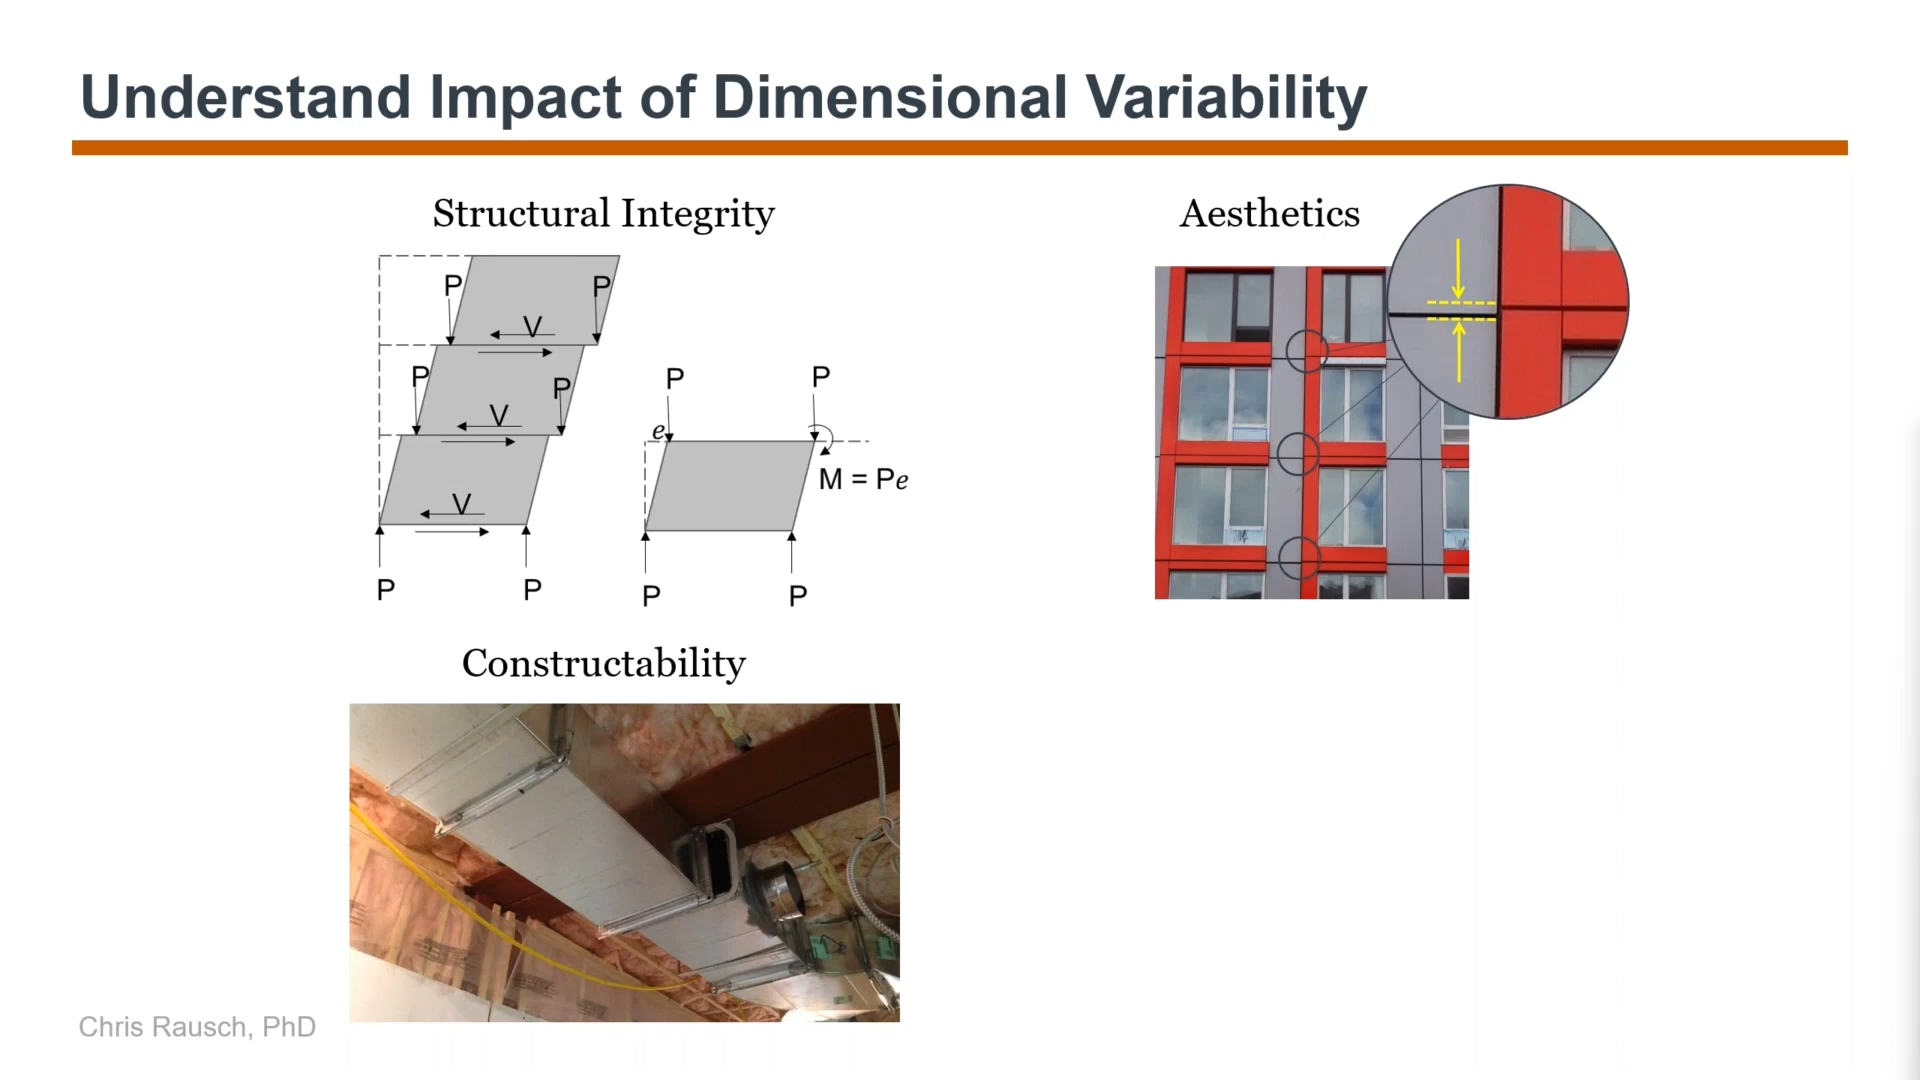 Understand Impact of Dimensional Variability
Structural Integrity
P
P
V
P
P
V
V
P
P
P
P
e
M = Pe
P
P
Aesthetics
Constructability
Chris Rausch, PhD